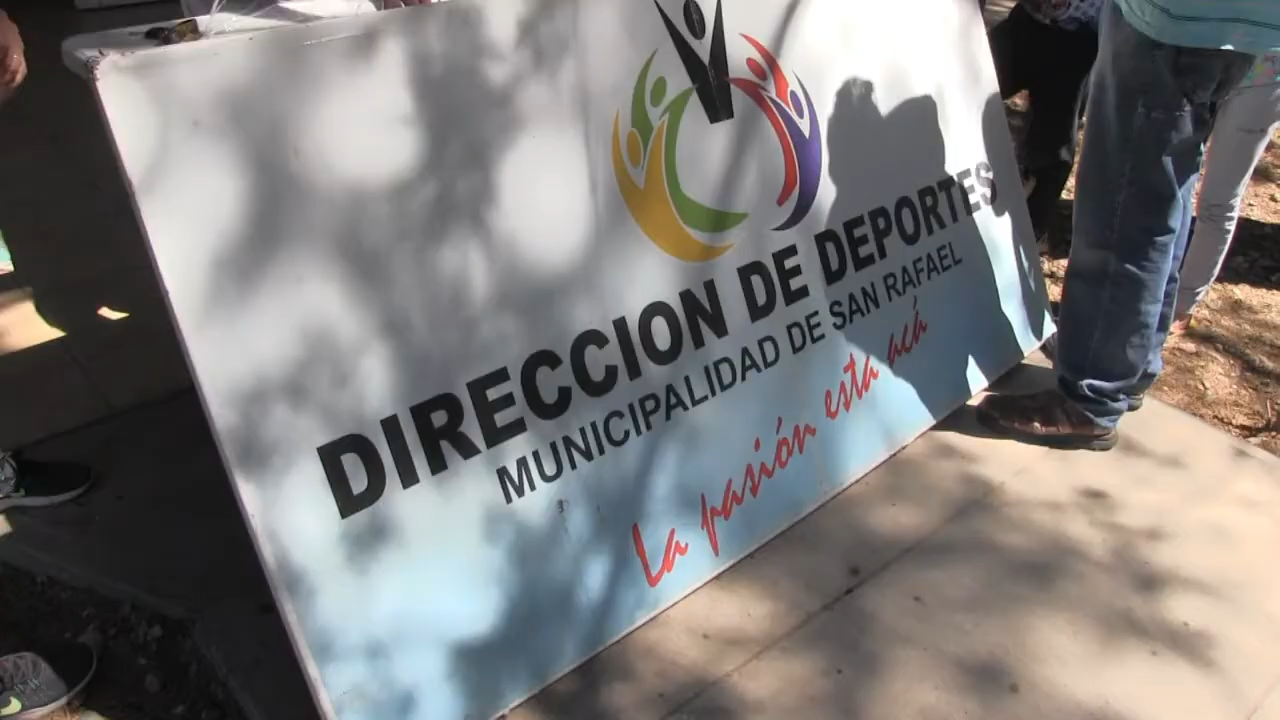 DIRECCION DE DEPORTES
MUNICIPALIDAD DE SAN RAFAEL
La pasión esta acá